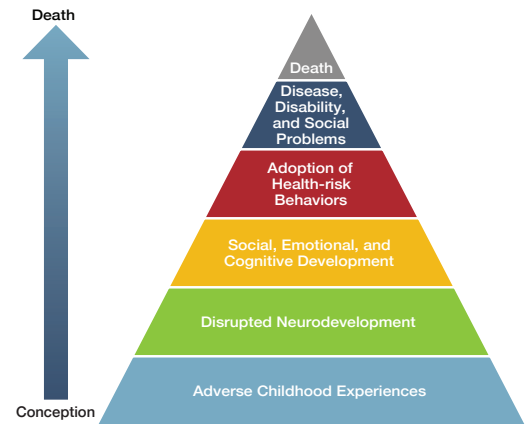 Death
Death
Disease,
Disability,
and Social
Problems
Adoption of
Health-risk
Behaviors
Social, Emotional, and
Cognitive Development
Disrupted Neurodevelopment
Adverse Childhood Experiences
Conception